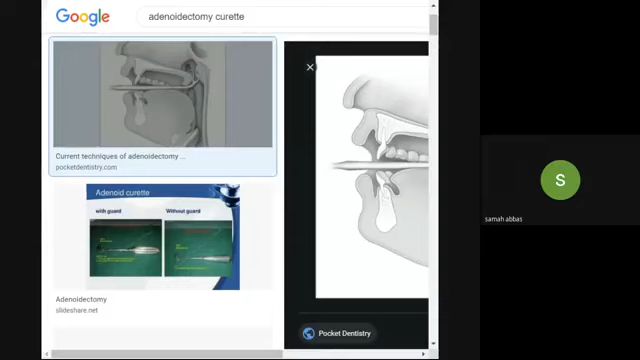 Google
adenoidectomy curette
Current techniques of adenoidectomy ...
pocketdentistry.com
Adenoid curette
with guard
Without guard
Adenoidectomy
slideshare.net
Pocket Dentistry
S
samah abbas